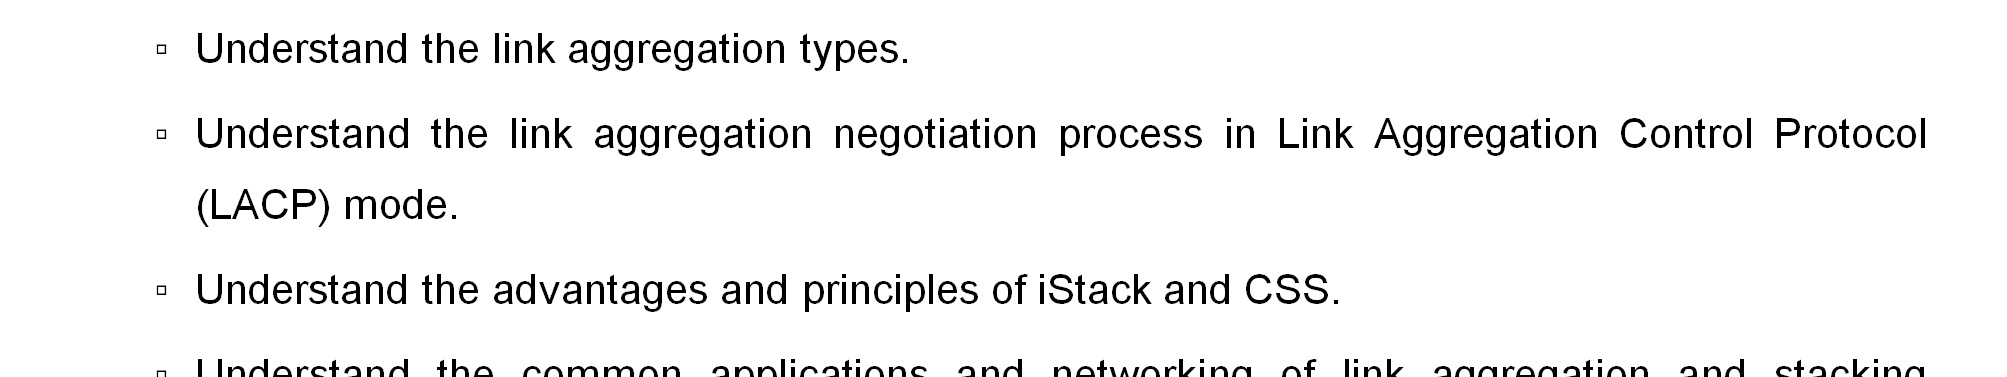 ▫ Understand the link aggregation types.
▫ Understand the link aggregation negotiation process in Link Aggregation Control Protocol
(LACP) mode.
▫ Understand the advantages and principles of iStack and CSS.
▫ Understand the common applications and networking of link aggregation and stacking